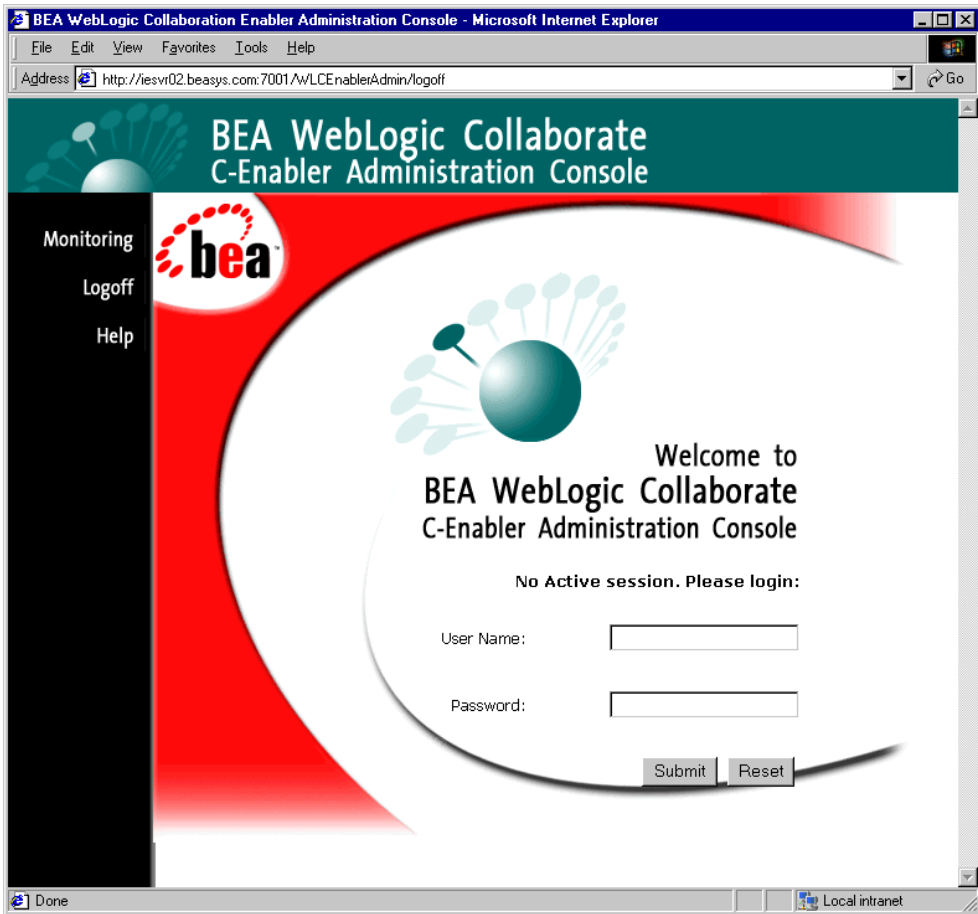 BEA WebLogic Collaboration Enabler Administration Console - Microsoft Internet Explorer
File Edit View Favorites Tools Help
Address http://iesvr02.beasys.com:7001/WLCEnablerAdmin/logoff Go
BEA WebLogic Collaborate
C-Enabler Administration Console
Monitoring
Logoff
Help
bea™
Welcome to
BEA WebLogic Collaborate
C-Enabler Administration Console
No Active session. Please login:
User Name:
Password:
Submit Reset
Done Local intranet